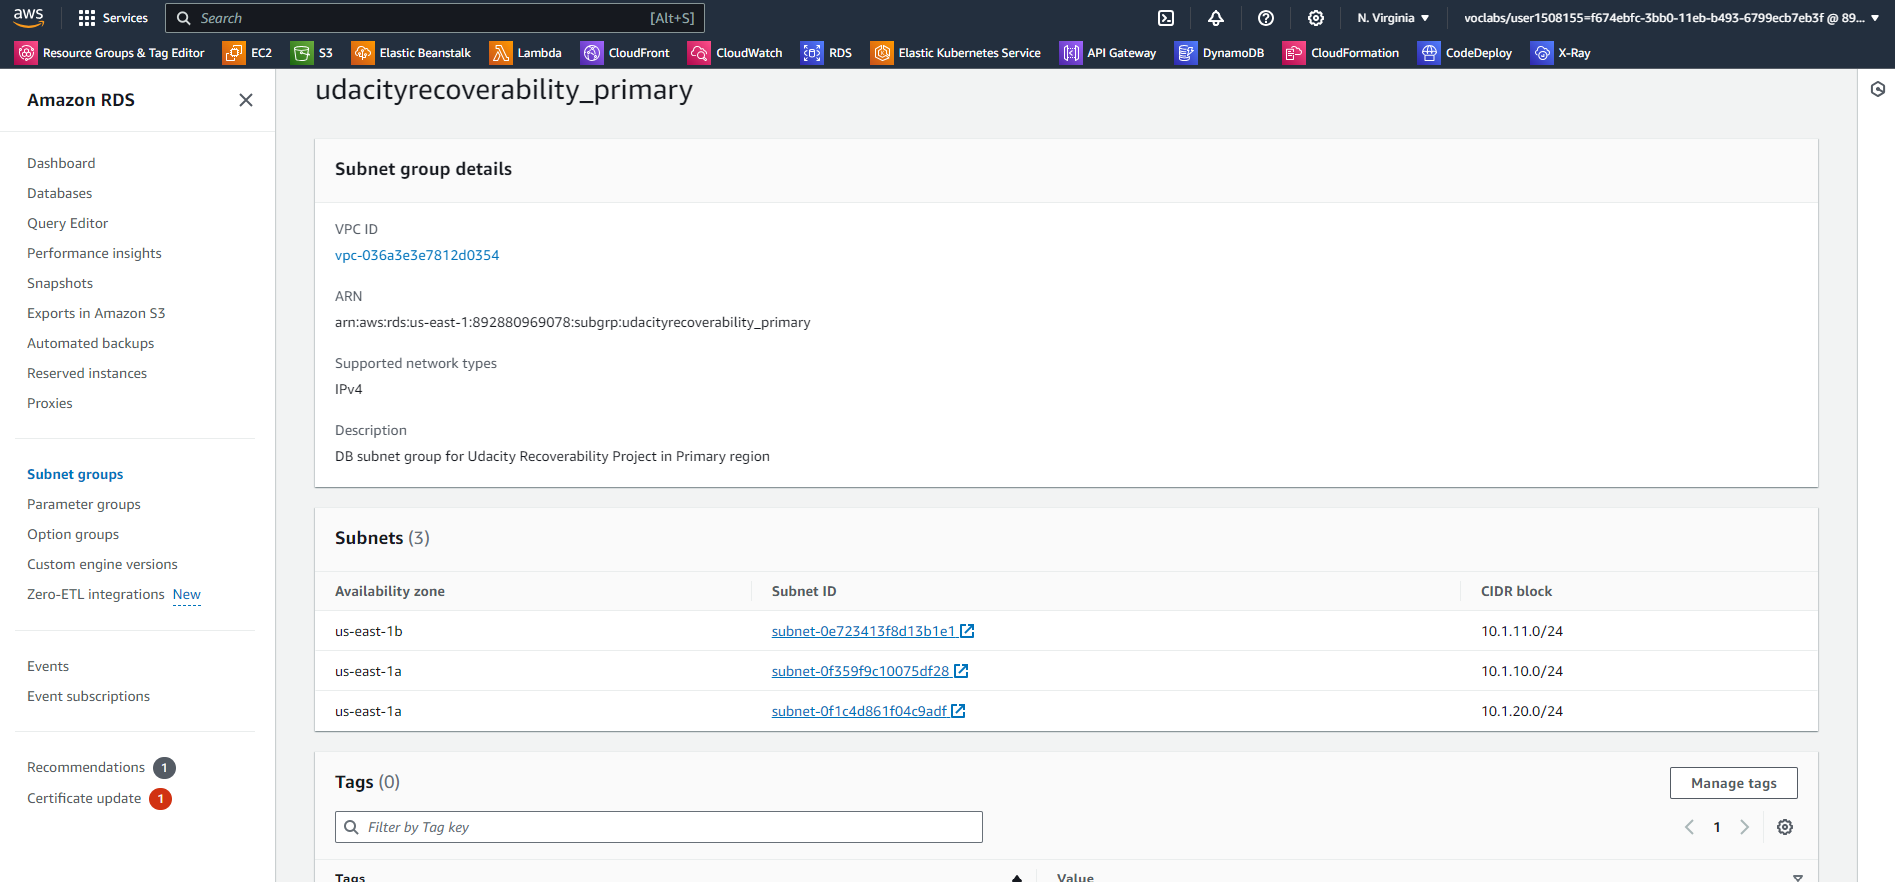 aws Services Search [Alt+S] N. Virginia voclabs/user1508155=f674ebfc-3bb0-11eb-b493-6799ecb7eb3f @ 89...
Resource Groups & Tag Editor EC2 S3 Elastic Beanstalk Lambda CloudFront CloudWatch RDS Elastic Kubernetes Service API Gateway DynamoDB CloudFormation CodeDeploy X-Ray
Amazon RDS
Dashboard
Databases
Query Editor
Performance insights
Snapshots
Exports in Amazon S3
Automated backups
Reserved instances
Proxies
Subnet groups
Parameter groups
Option groups
Custom engine versions
Zero-ETL integrations New
Events
Event subscriptions
Recommendations 1
Certificate update 1
udacityrecoverability_primary
Subnet group details
VPC ID
vpc-036a3e3e7812d0354
ARN
arn:aws:rds:us-east-1:892880969078:subgrp:udacityrecoverability_primary
Supported network types
IPv4
Description
DB subnet group for Udacity Recoverability Project in Primary region
Subnets (3)
Availability zone Subnet ID CIDR block
us-east-1b subnet-0e723413f8d13b1e1 10.1.11.0/24
us-east-1a subnet-0f359f9c10075df28 10.1.10.0/24
us-east-1a subnet-0f1c4d861f04c9adf 10.1.20.0/24
Tags (0)
Manage tags
Filter by Tag key
1
Tags Value